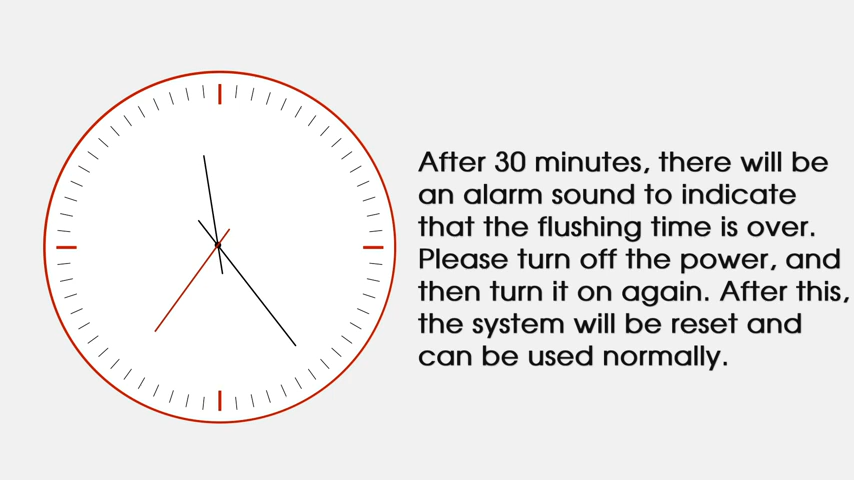 After 30 minutes, there will be
an alarm sound to indicate
that the flushing time is over.
Please turn off the power, and
then turn it on again. After this,
the system will be reset and
can be used normally.